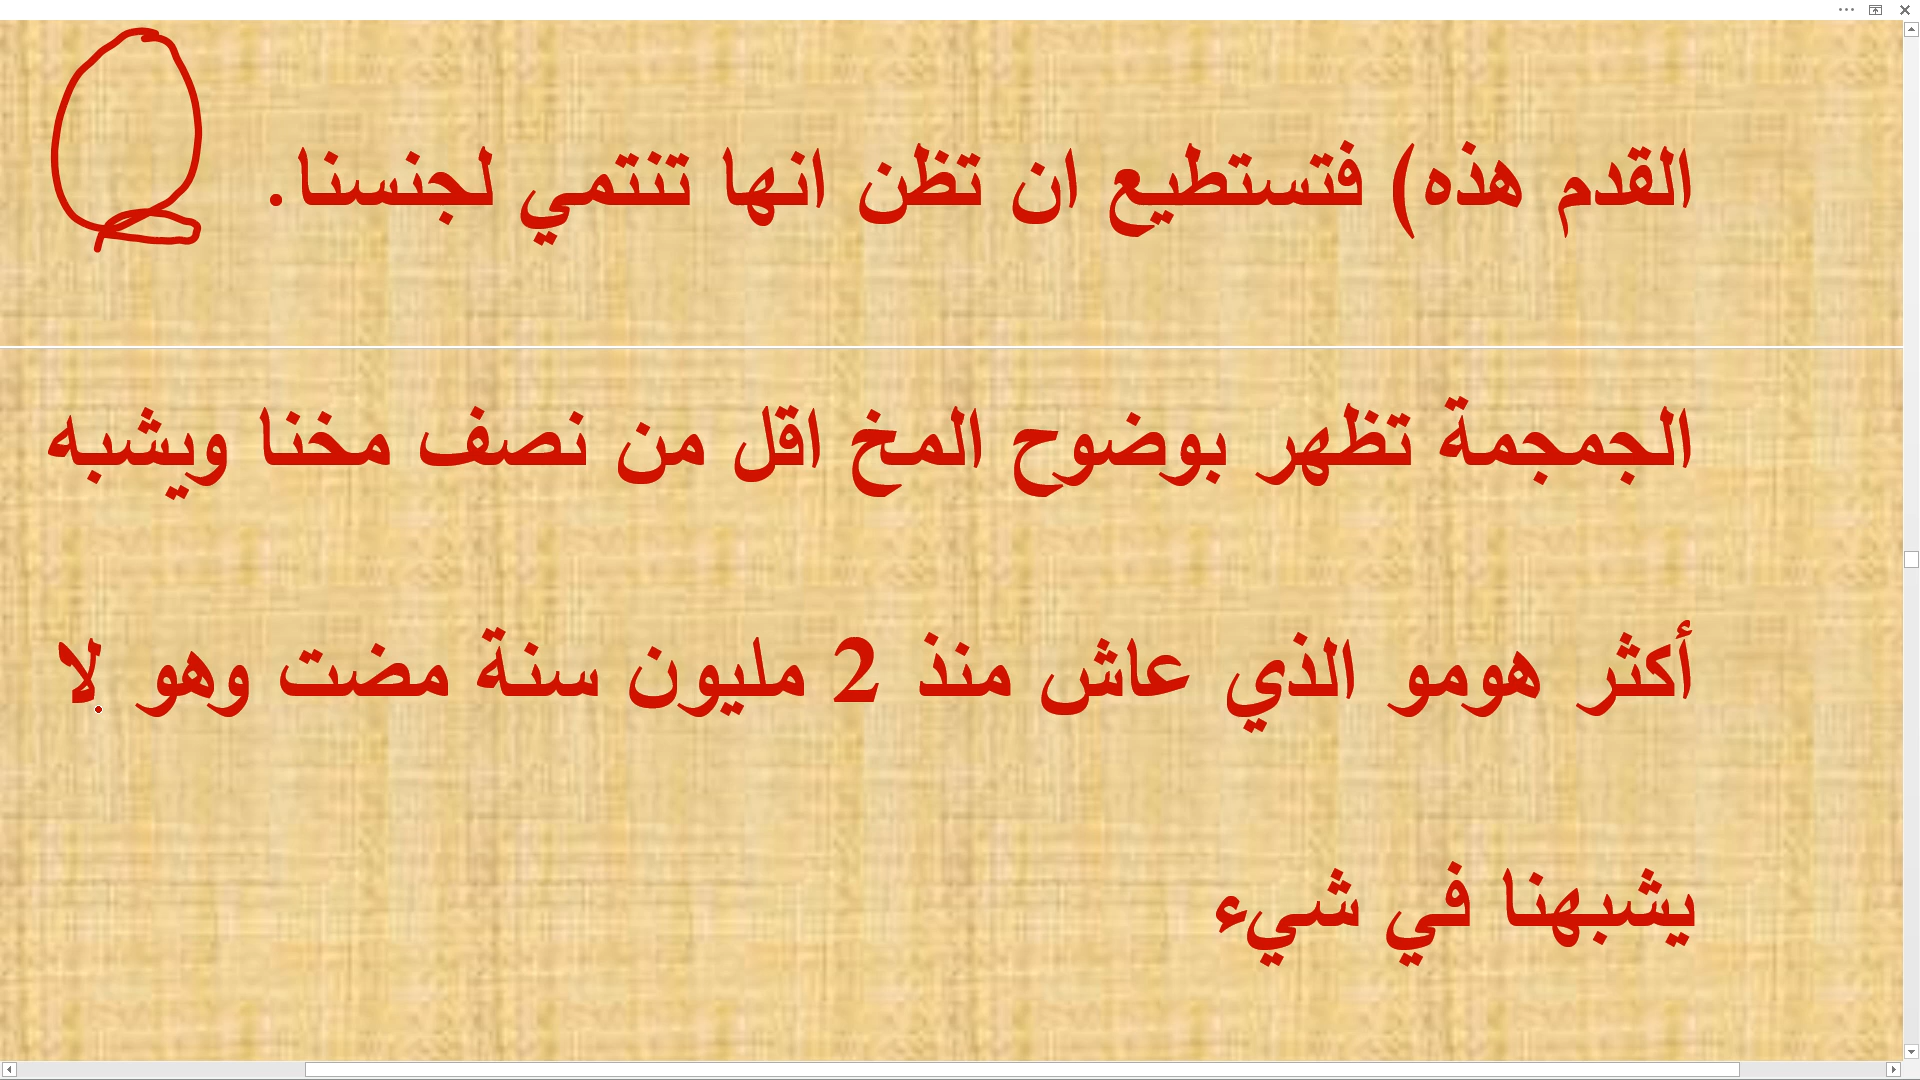 القدم هذه) فتستطيع ان تظن انها تنتمي لجنسنا.
الجمجمة تظهر بوضوح المخ اقل من نصف مخنا ويشبه
أكثر هومو الذي عاش منذ 2 مليون سنة مضت وهو لا
يشبهنا في شيء